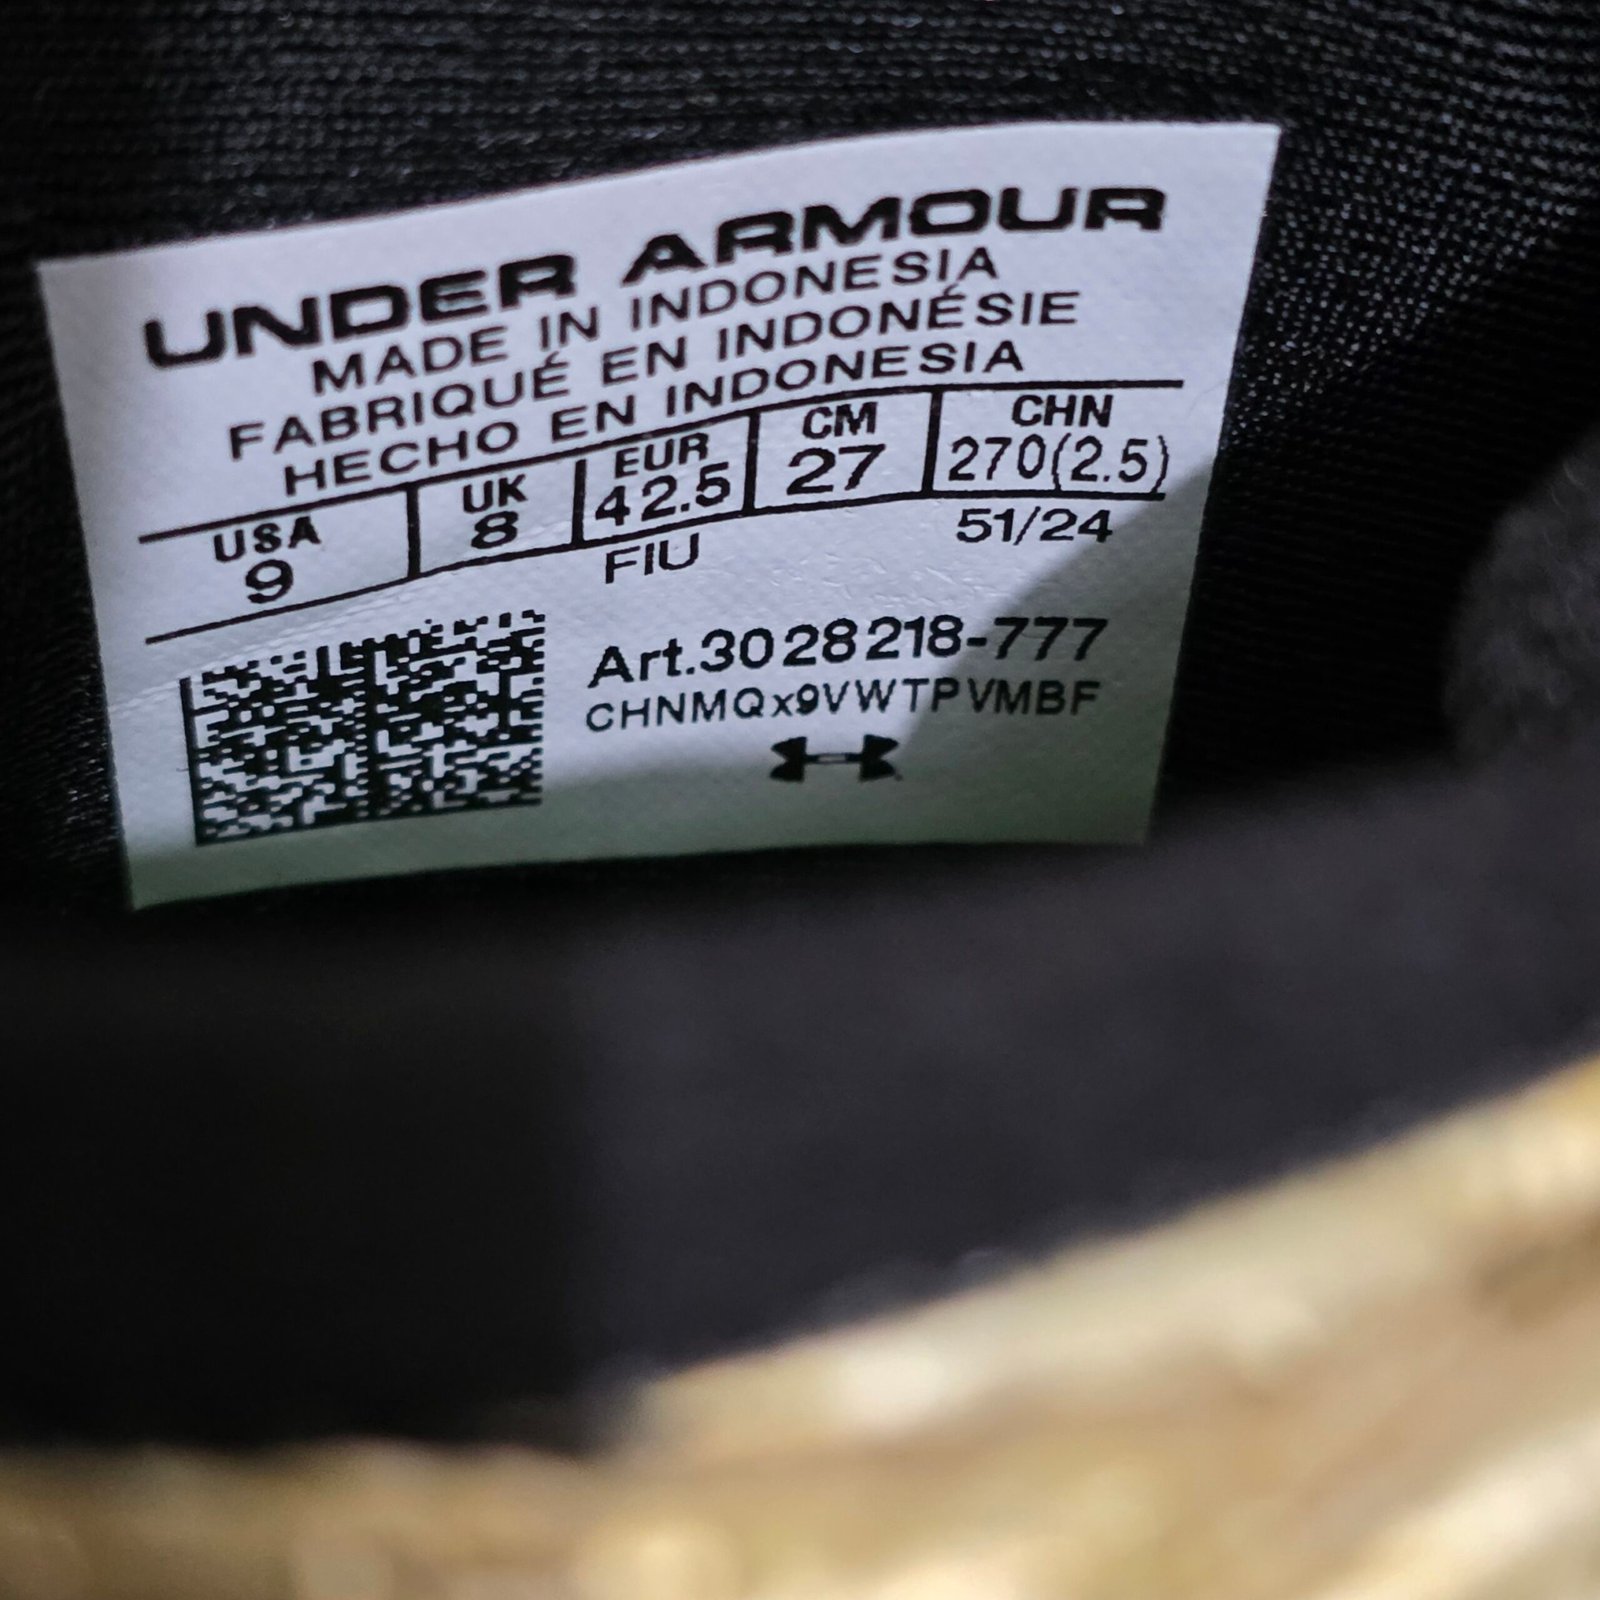 UNDER ARMOUR
MADE IN INDONESIA
FABRIQUÉ EN INDONÉSIE
HECHO EN INDONESIA
USA UK EUR CM CHN
9 8 42.5 27 270(2.5)
FIU 51/24
Art.3028218-777
CHNMQx9VWTPVMBF